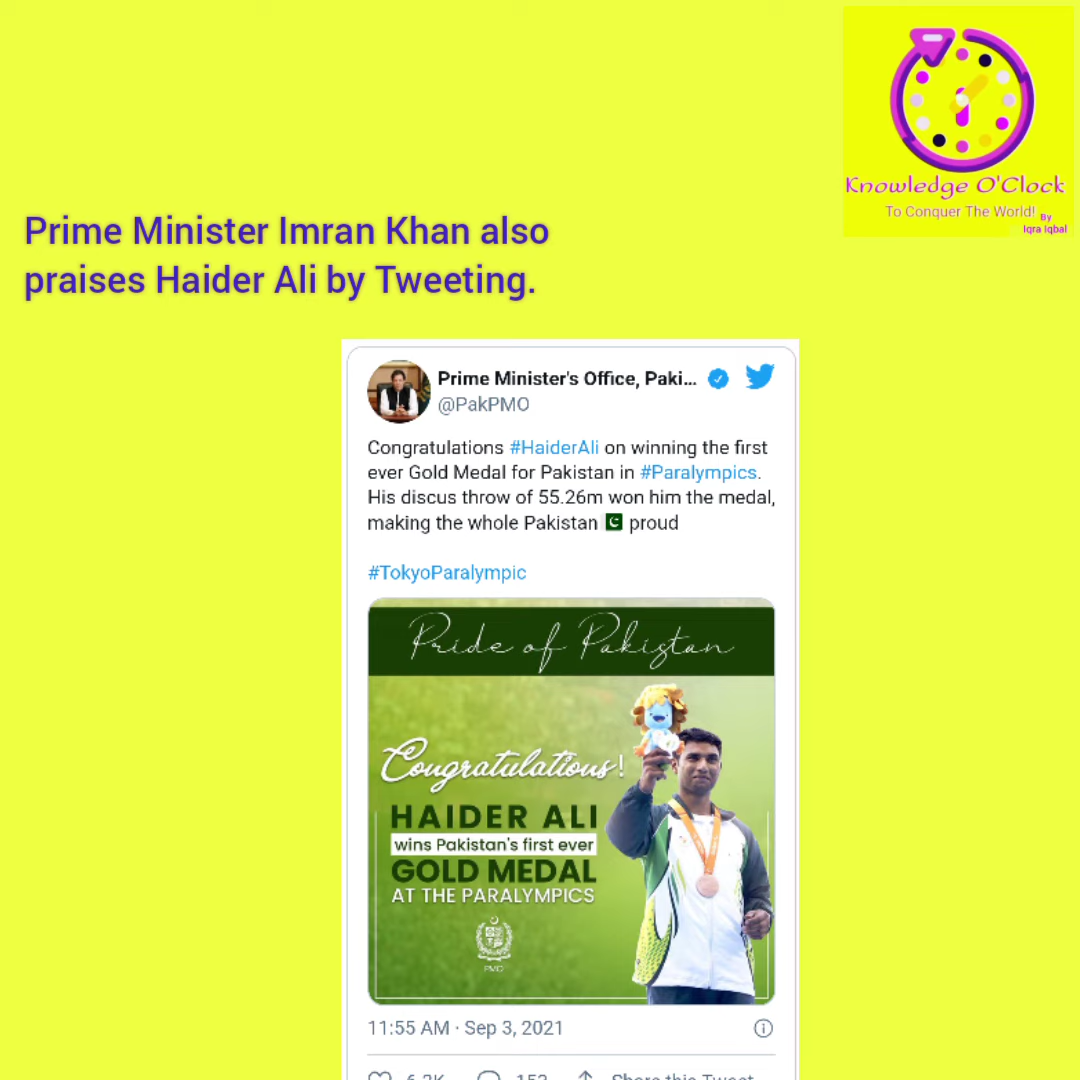 Knowledge O'Clock
To Conquer The World! By
Iqra Iqbal
Prime Minister Imran Khan also
praises Haider Ali by Tweeting.
Prime Minister's Office, Paki...
@PakPMO
Congratulations #HaiderAli on winning the first
ever Gold Medal for Pakistan in #Paralympics.
His discus throw of 55.26m won him the medal,
making the whole Pakistan 🇵🇰 proud
#TokyoParalympic
Pride of Pakistan
Congratulations!
HAIDER ALI
wins Pakistan's first ever
GOLD MEDAL
AT THE PARALYMPICS
PMO
11:55 AM · Sep 3, 2021
Share this Tweet